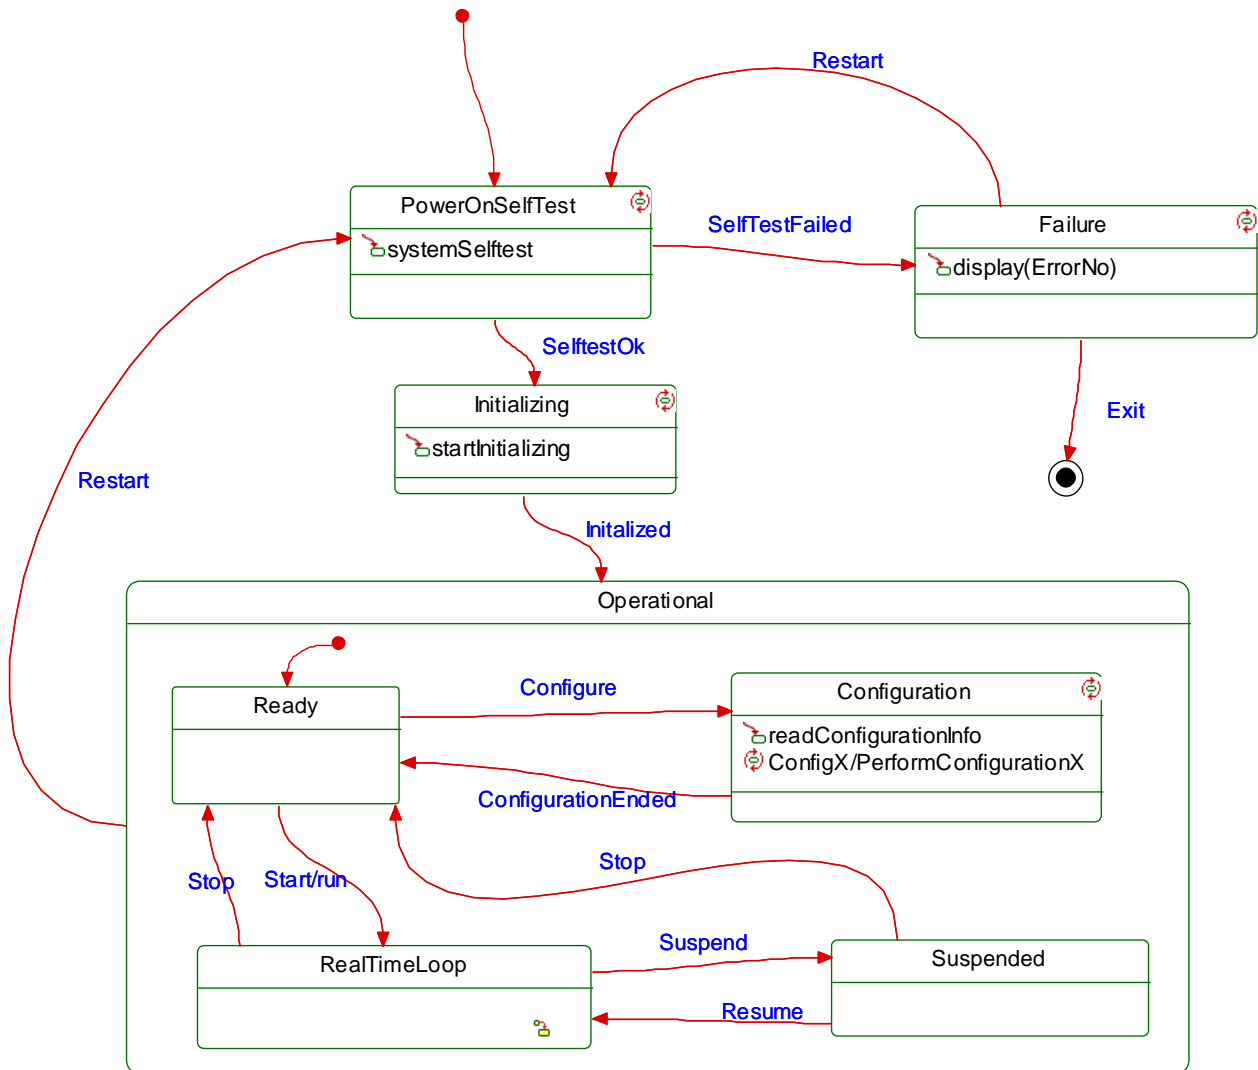 Restart
PowerOnSelfTest
systemSelftest
SelfTestFailed
Failure
display(ErrorNo)
SelftestOk
Initializing
startInitializing
Exit
Restart
Initalized
Operational
Ready
Configure
Configuration
readConfigurationInfo
ConfigX/PerformConfigurationX
ConfigurationEnded
Stop
Start/run
Stop
RealTimeLoop
Suspend
Suspended
Resume